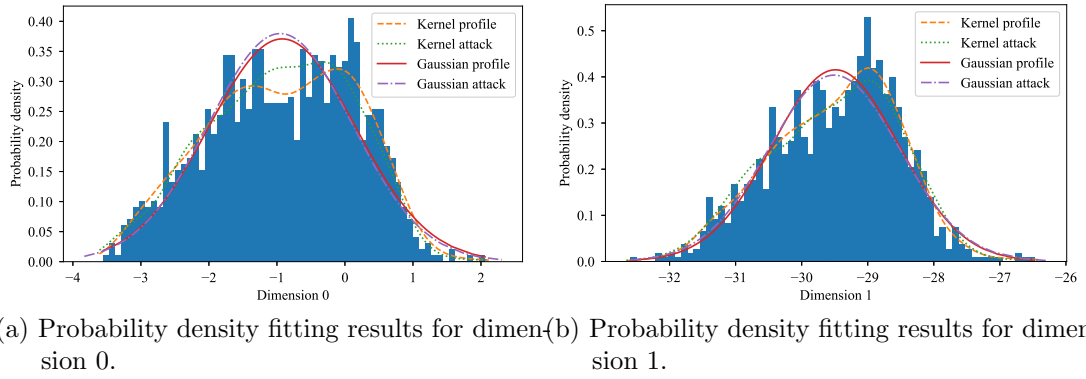 0.40
0.35
0.30
0.25
0.20
0.15
0.10
0.05
0.00
Probability density
Kernel profile
Kernel attack
Gaussian profile
Gaussian attack
−4 −3 −2 −1 0 1 2
Dimension 0
0.5
0.4
0.3
0.2
0.1
0.0
Probability density
Kernel profile
Kernel attack
Gaussian profile
Gaussian attack
−32 −31 −30 −29 −28 −27 −26
Dimension 1
a) Probability density fitting results for dimen-
sion 0.
(b) Probability density fitting results for dimen
sion 1.